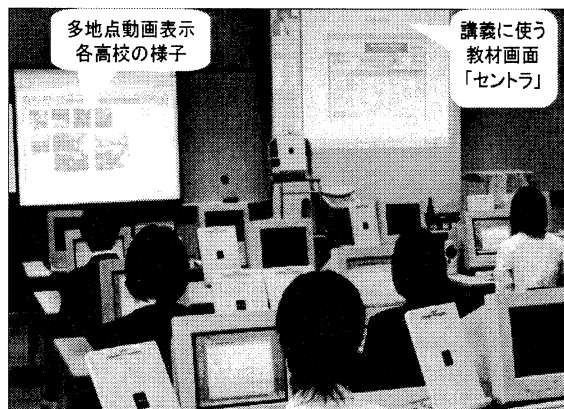 多地点動画表示
各高校の様子
講義に使う
教材画面
「セントラ」